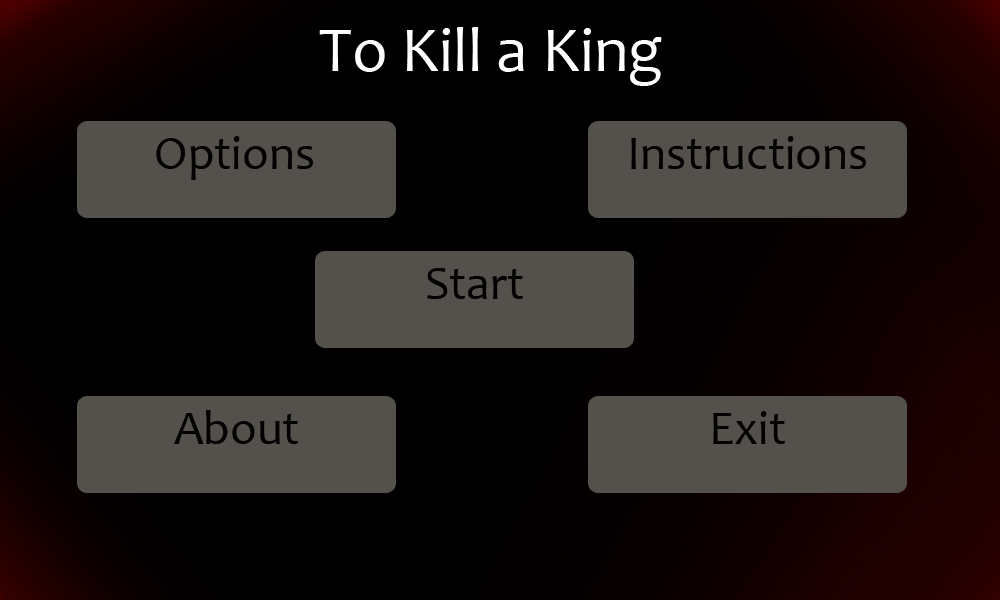 To Kill a King
Options
Instructions
Start
About
Exit